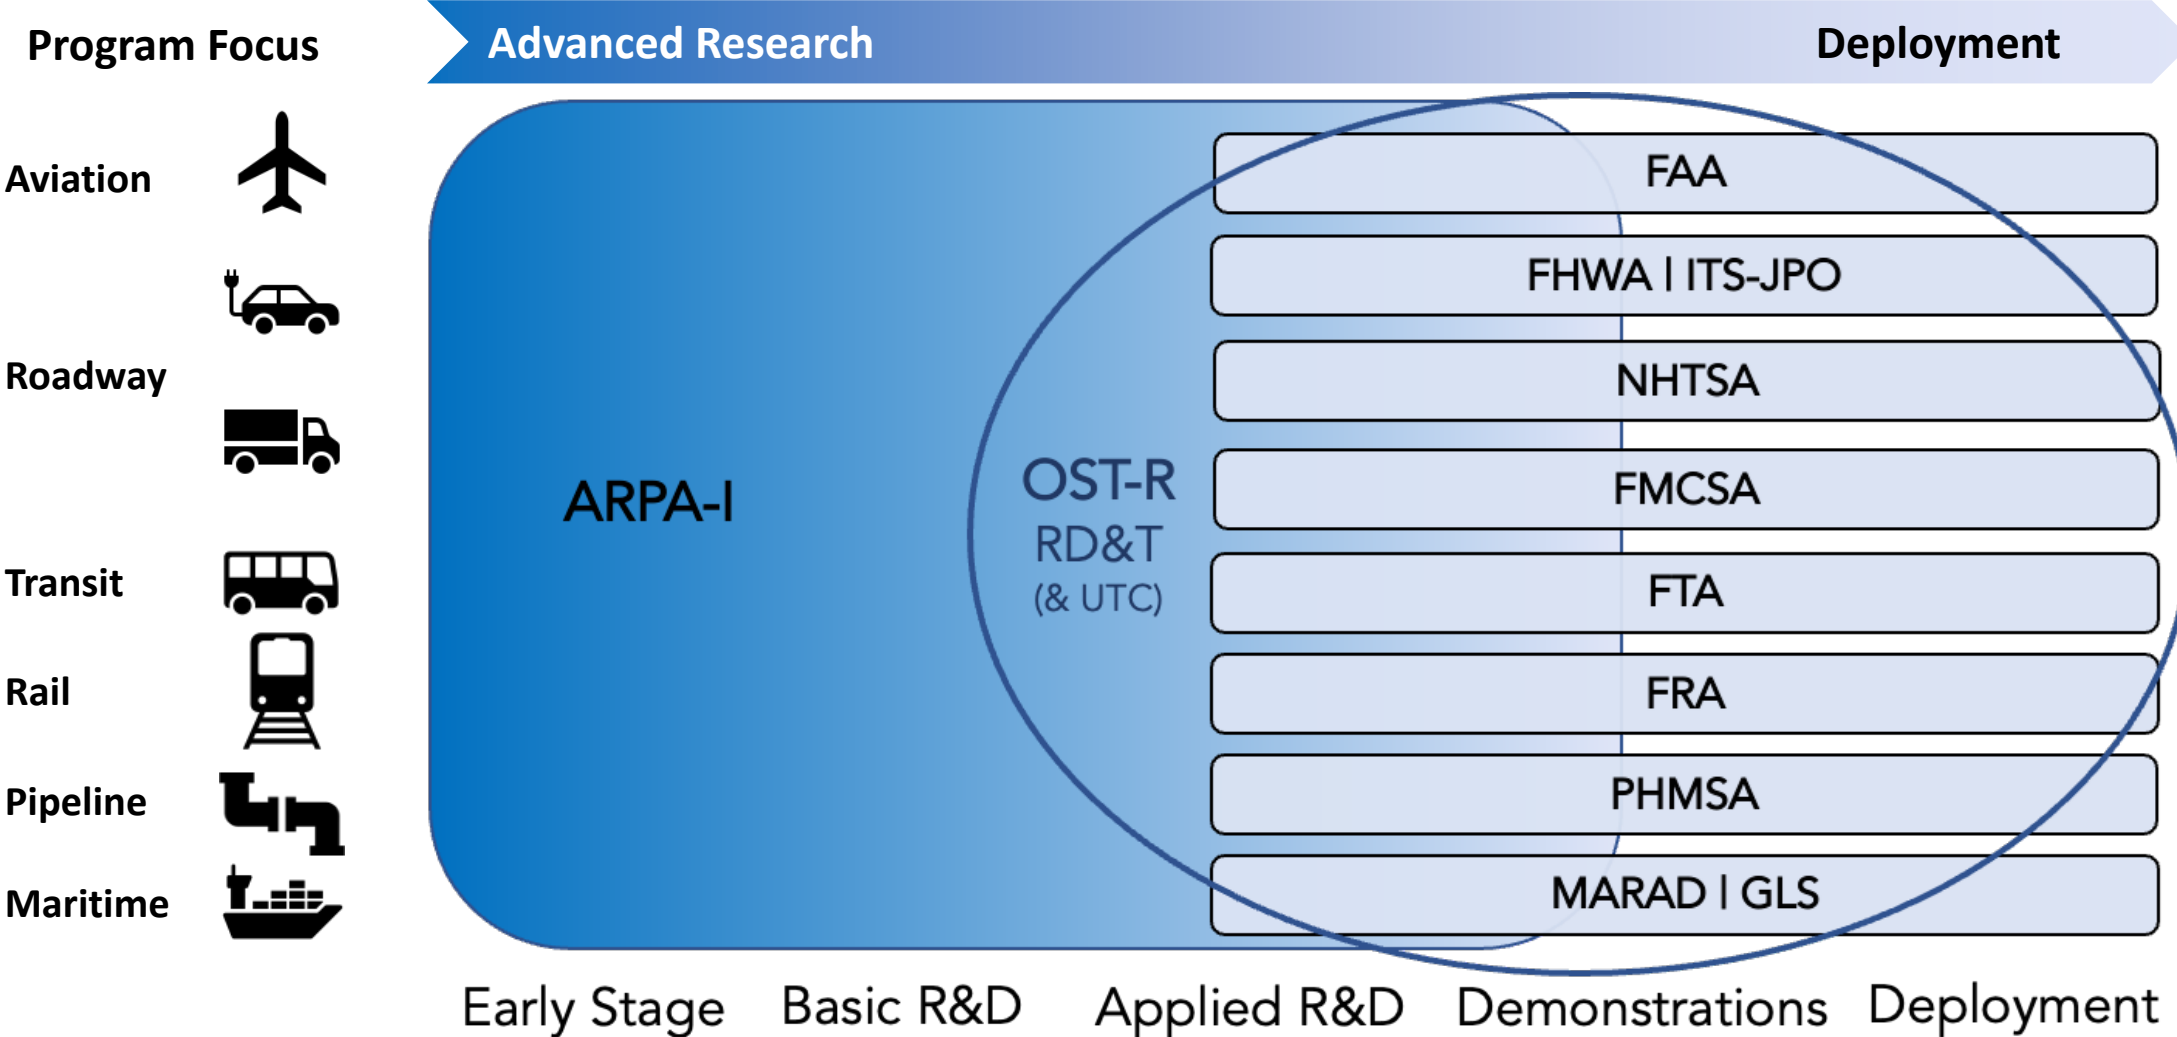 Program Focus
Advanced Research
Deployment
Aviation
FAA
FHWA | ITS-JPO
Roadway
NHTSA
ARPA-I
OST-R
RD&T
(& UTC)
FMCSA
Transit
FTA
Rail
FRA
Pipeline
PHMSA
Maritime
MARAD | GLS
Early Stage
Basic R&D
Applied R&D
Demonstrations
Deployment